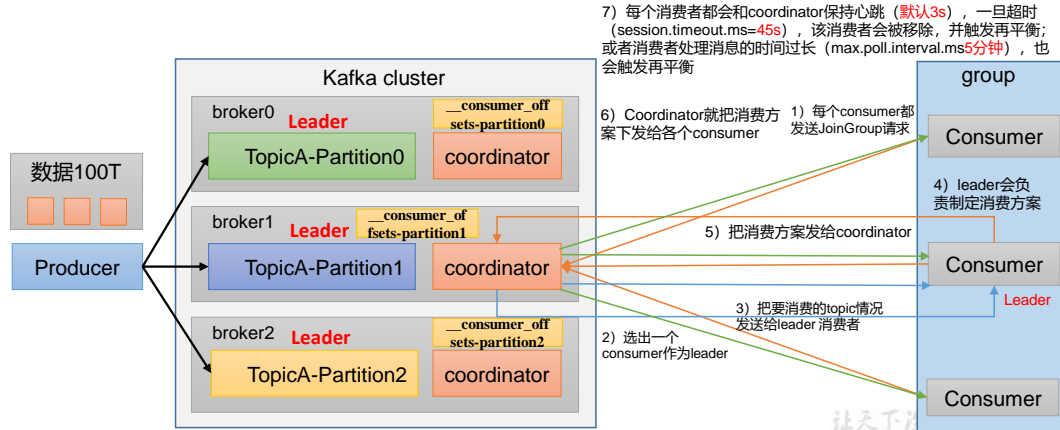 7）每个消费者都会和coordinator保持心跳（默认3s），一旦超时
（session.timeout.ms=45s），该消费者会被移除，并触发再平衡；
或者消费者处理消息的时间过长（max.poll.interval.ms5分钟），也
会触发再平衡
Kafka cluster
group
broker0
Leader
__consumer_off
sets-partition0
TopicA-Partition0
coordinator
6）Coordinator就把消费方
案下发给各个consumer
1）每个consumer都
发送JoinGroup请求
Consumer
数据100T
4）leader会负
责制定消费方案
broker1
Leader
__consumer_of
fsets-partition1
5）把消费方案发给coordinator
Producer
TopicA-Partition1
coordinator
Consumer
Leader
3）把要消费的topic情况
发送给leader 消费者
broker2
Leader
__consumer_off
sets-partition2
2）选出一个
consumer作为leader
TopicA-Partition2
coordinator
Consumer
让天下没